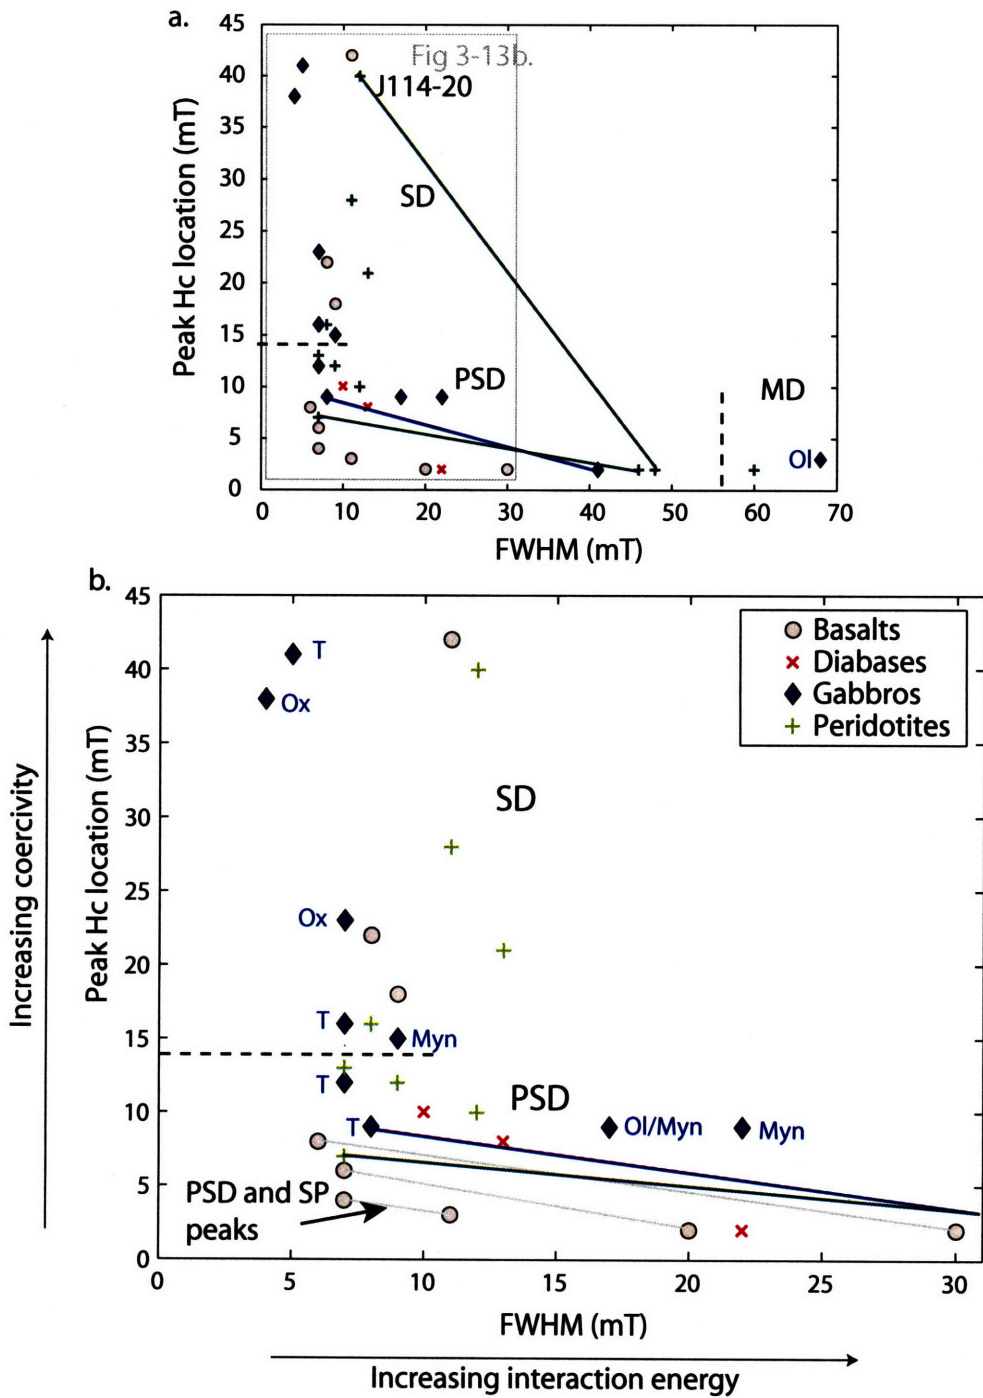 a.
45
40
35
30
25
20
15
10
5
0
Peak Hc location (mT)
Fig 3-13b.
J114-20
SD
PSD
MD
Ol
0 10 20 30 40 50 60 70
FWHM (mT)
b.
45
40
35
30
25
20
15
10
5
0
Increasing coercivity
Peak Hc location (mT)
Basalts
Diabases
Gabbros
Peridotites
T
Ox
SD
Ox
T
Myn
T
PSD
T
Ol/Myn
Myn
PSD and SP
peaks
0 5 10 15 20 25 30
FWHM (mT)
Increasing interaction energy